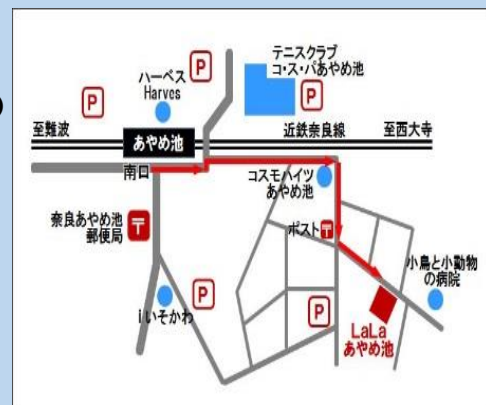 テニスクラブ
コ・ス・パあやめ池
ハーベス
Harves
P
P
P
P
至難波
あやめ池
近鉄奈良線
至西大寺
南口
コスモハイツ
あやめ池
奈良あやめ池
郵便局
〒
ポスト
〒
小鳥と小動物
の病院
iいそかわ
P
P
LaLa
あやめ池